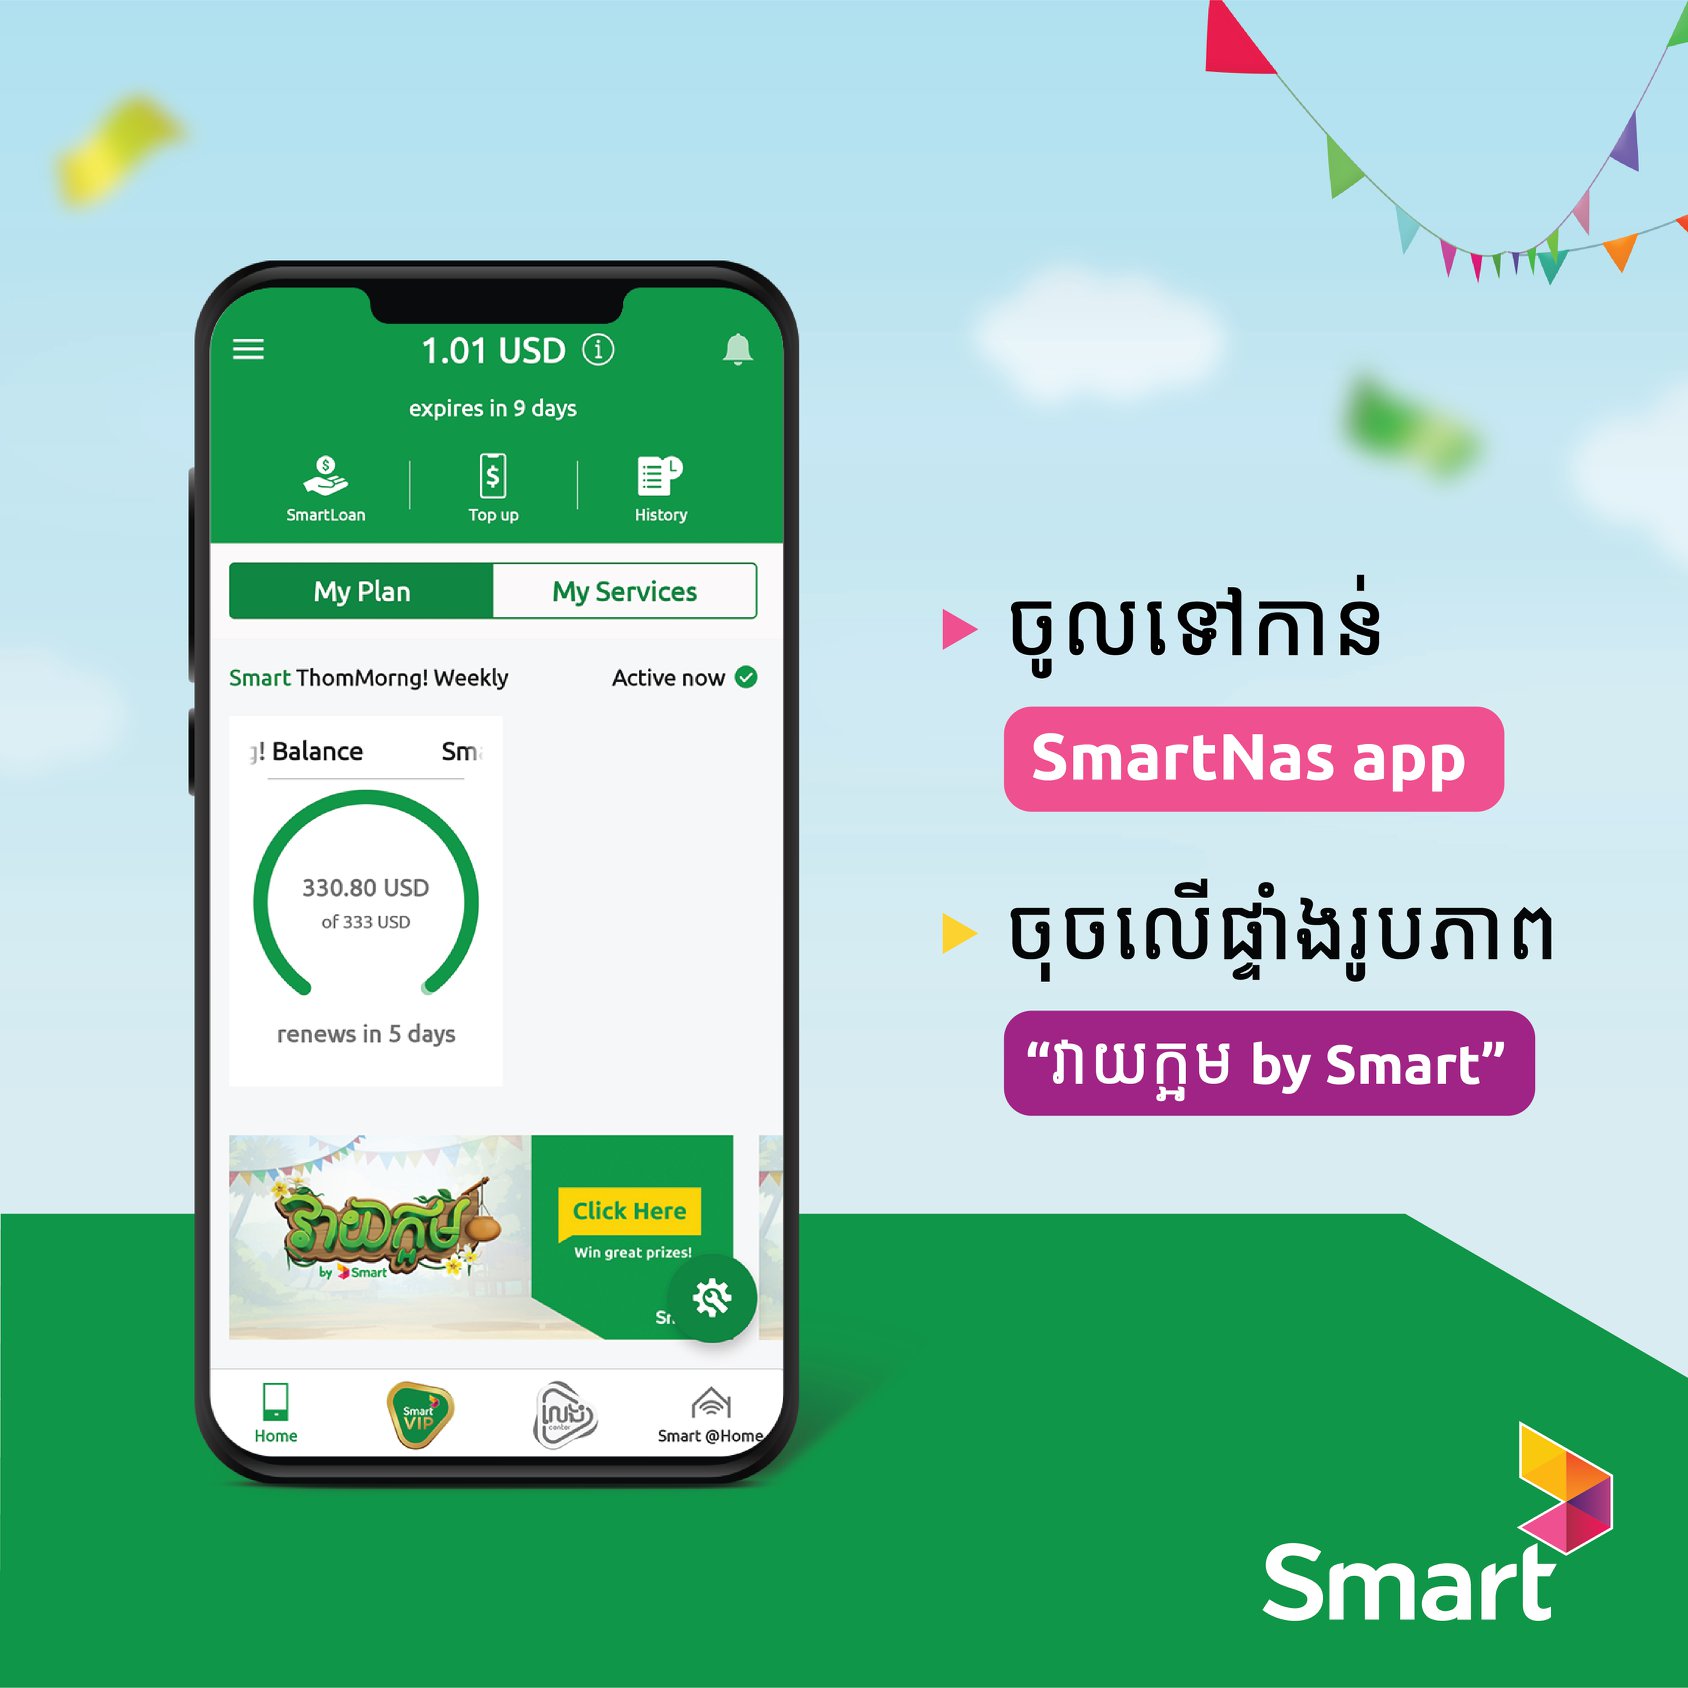 1.01 USD
expires in 9 days
SmartLoan
Top up
History
My Plan
My Services
Smart ThomMorng! Weekly
Active now
! Balance
Sm
330.80 USD
of 333 USD
renews in 5 days
វាយក្អម
by Smart
Click Here
Win great prizes!
Home
Smart
VIP
center
Smart @Home
ចូលទៅកាន់
SmartNas app
ចុចលើផ្ទាំងរូបភាព
“វាយក្អម by Smart”
Smart